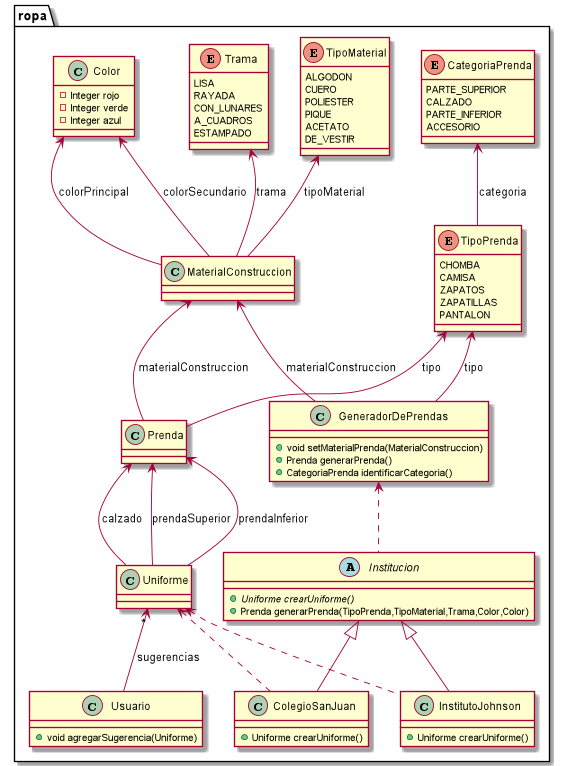 ropa
C Color
Integer rojo
Integer verde
Integer azul
E Trama
LISA
RAYADA
CON_LUNARES
A_CUADROS
ESTAMPADO
E TipoMaterial
ALGODON
CUERO
POLIESTER
PIQUE
ACETATO
DE_VESTIR
E CategoriaPrenda
PARTE_SUPERIOR
CALZADO
PARTE_INFERIOR
ACCESORIO
colorPrincipal
colorSecundario
trama
tipoMaterial
categoria
C MaterialConstruccion
E TipoPrenda
CHOMBA
CAMISA
ZAPATOS
ZAPATILLAS
PANTALON
materialConstruccion
materialConstruccion
tipo
tipo
C Prenda
C GeneradorDePrendas
void setMaterialPrenda(MaterialConstruccion)
Prenda generarPrenda()
CategoriaPrenda identificarCategoria()
calzado
prendaSuperior
prendaInferior
C Uniforme
A Institucion
Uniforme crearUniforme()
Prenda generarPrenda(TipoPrenda,TipoMaterial,Trama,Color,Color)
*
sugerencias
C Usuario
void agregarSugerencia(Uniforme)
C ColegioSanJuan
Uniforme crearUniforme()
C InstitutoJohnson
Uniforme crearUniforme()